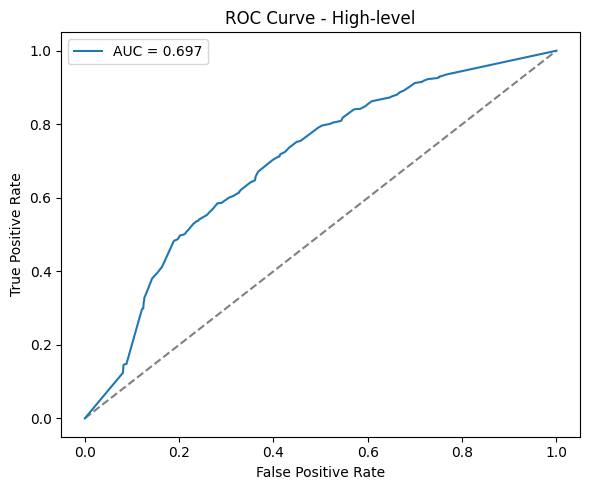 ROC Curve - High-level
AUC = 0.697
True Positive Rate
1.0
0.8
0.6
0.4
0.2
0.0
0.0 0.2 0.4 0.6 0.8 1.0
False Positive Rate